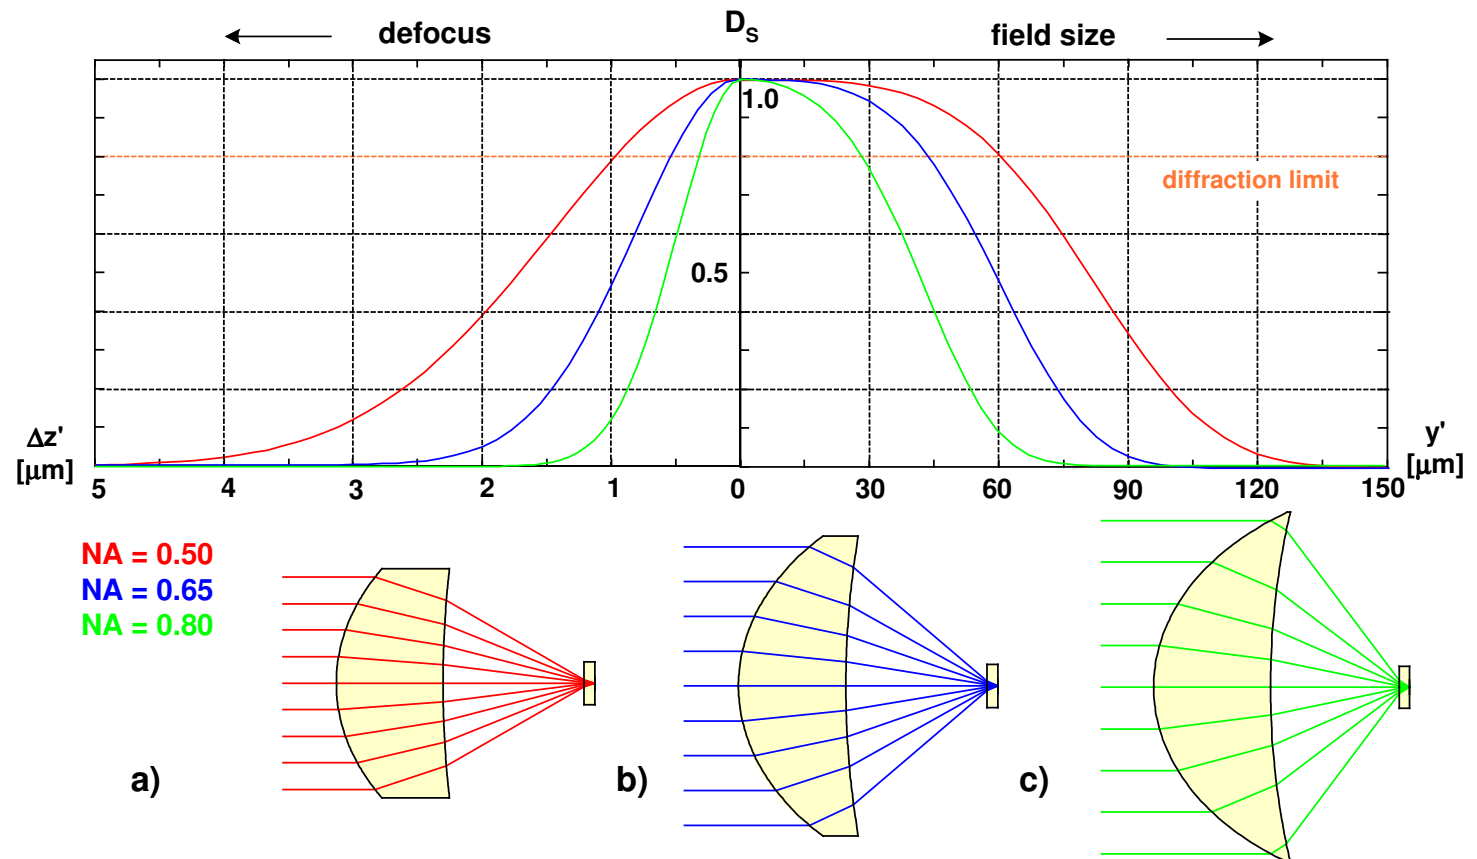 defocus
D_S
field size
1.0
diffraction limit
0.5
Δz'
[μm]
y'
[μm]
5 4 3 2 1 0 30 60 90 120 150
NA = 0.50
NA = 0.65
NA = 0.80
a) b) c)